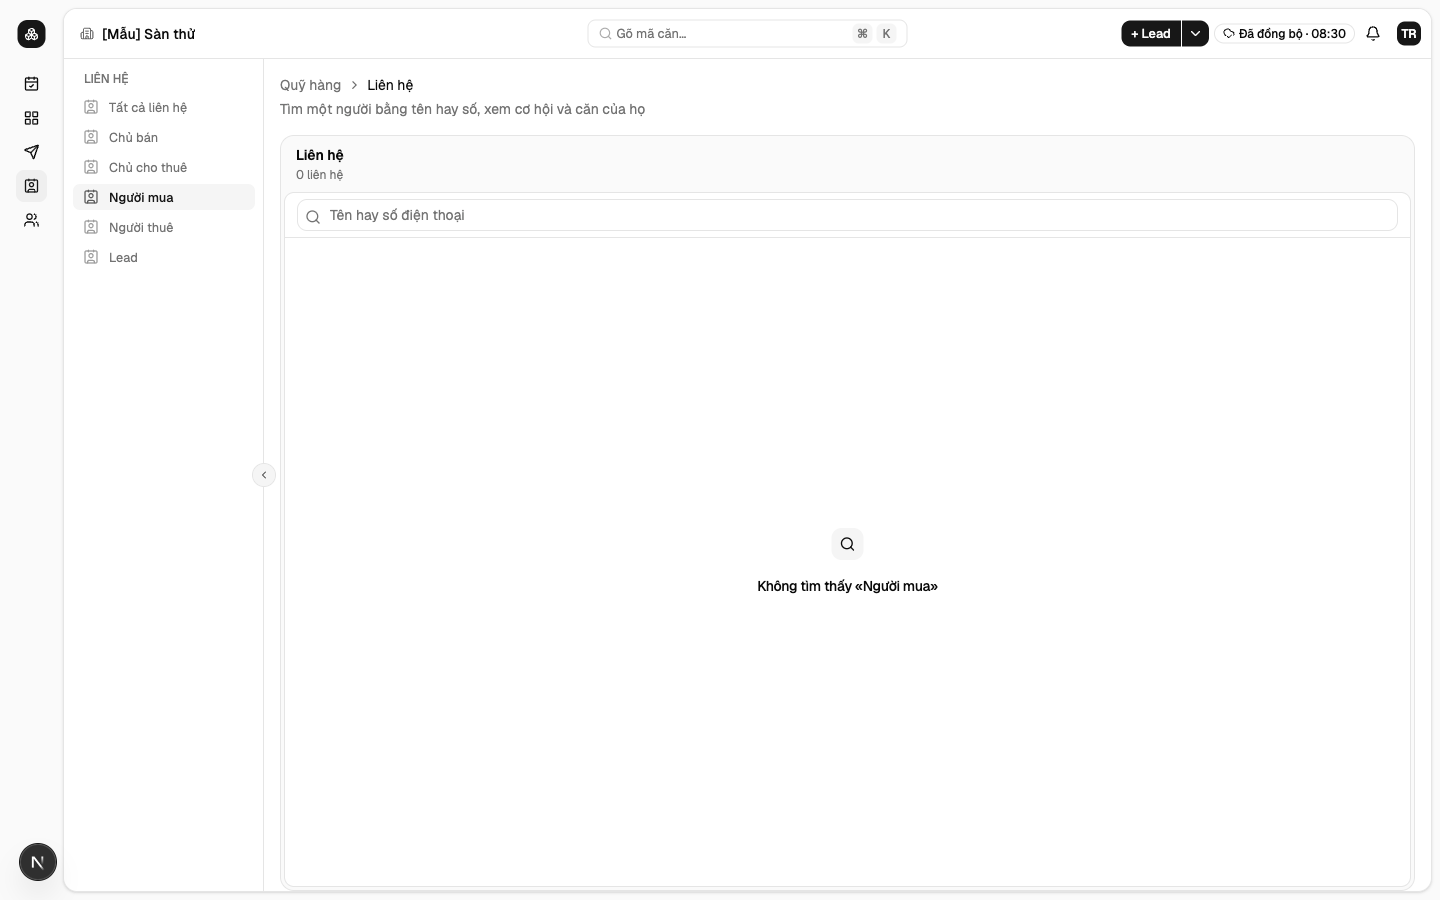 [Mẫu] Sàn thử
Gõ mã căn...
⌘ K
+ Lead
Đã đồng bộ · 08:30
TR
LIÊN HỆ
Tất cả liên hệ
Chủ bán
Chủ cho thuê
Người mua
Người thuê
Lead
Quỹ hàng > Liên hệ
Tìm một người bằng tên hay số, xem cơ hội và căn của họ
Liên hệ
0 liên hệ
Tên hay số điện thoại
Không tìm thấy «Người mua»
N